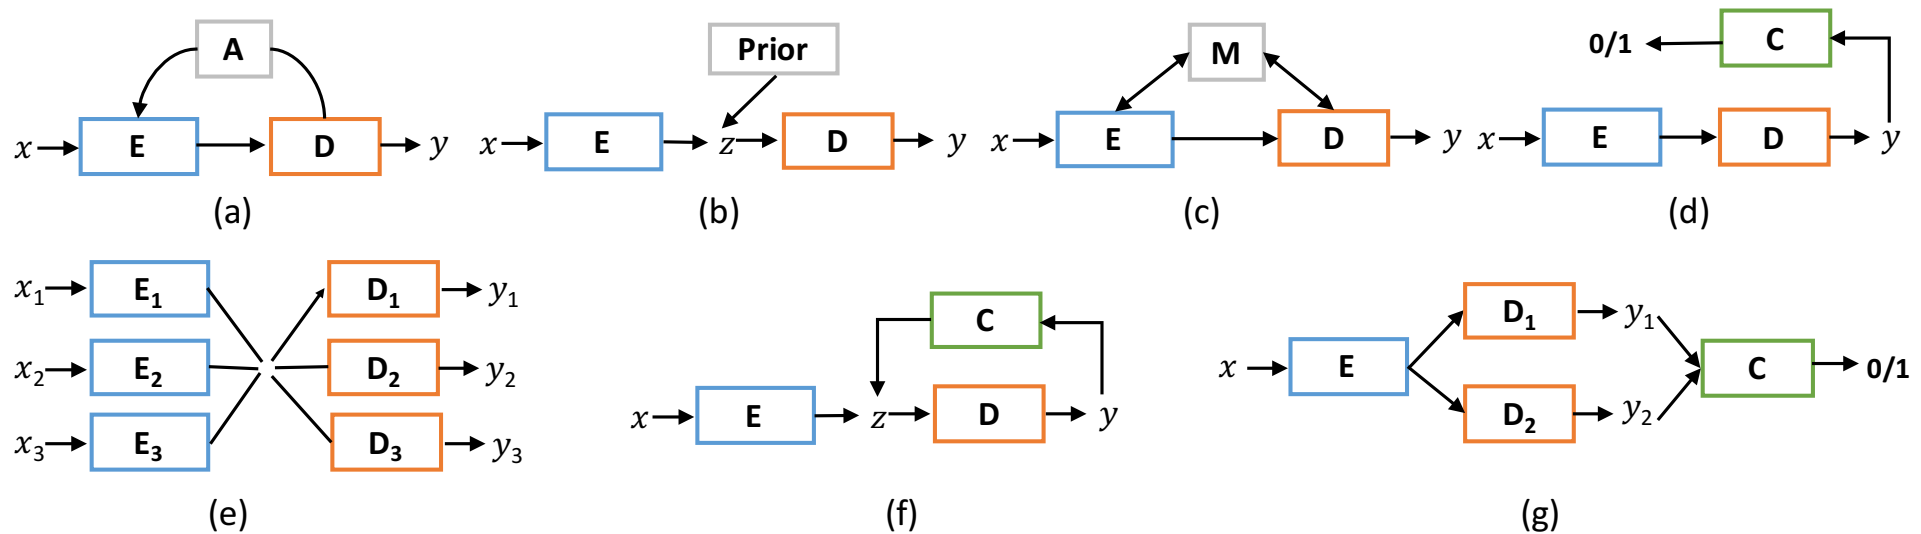 A
x E D y
(a)
Prior
x E z D y
(b)
M
x E D y
(c)
0/1 C
x E D y
(d)
x₁ E₁ D₁ y₁
x₂ E₂ D₂ y₂
x₃ E₃ D₃ y₃
(e)
C
x E z D y
(f)
D₁ y₁
x E C 0/1
D₂ y₂
(g)